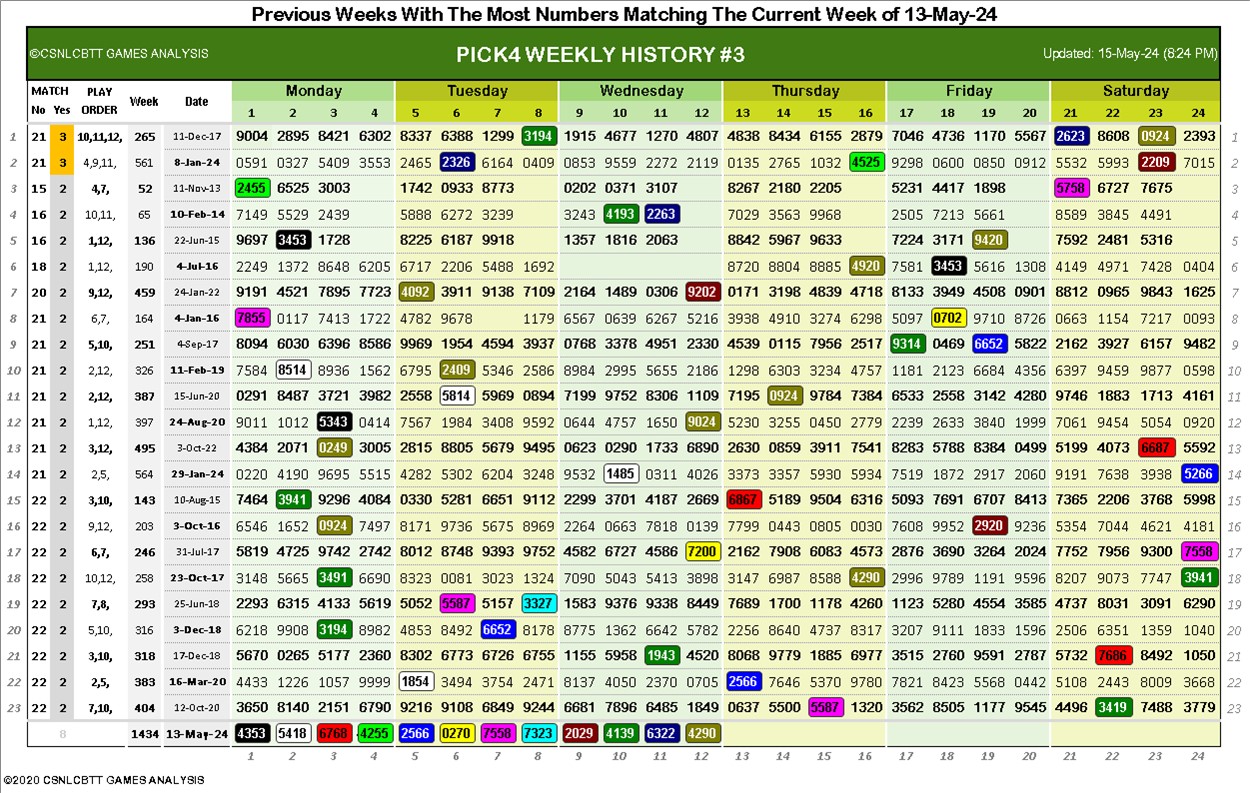 Previous Weeks With The Most Numbers Matching The Current Week of 13-May-24
©CSNLCBTT GAMES ANALYSIS PICK4 WEEKLY HISTORY #3 Updated: 15-May-24 (8:24 PM)
MATCH PLAY Week Date Monday Tuesday Wednesday Thursday Friday Saturday
No Yes ORDER 1 2 3 4 5 6 7 8 9 10 11 12 13 14 15 16 17 18 19 20 21 22 23 24
1 21 3 10,11,12, 265 11-Dec-17 9004 2895 8421 6302 8337 6388 1299 3194 1915 4677 1270 4807 4838 8434 6155 2879 7046 4736 1170 5567 2623 8608 0924 2393 1
2 21 3 4,9,11, 561 8-Jan-24 0591 0327 5409 3553 2465 2326 6164 0409 0853 9559 2272 2119 0135 2765 1032 4525 9298 0600 0850 0912 5532 5993 2209 7015 2
3 15 2 4,7, 52 11-Nov-13 2455 6525 3003 1742 0933 8773 0202 0371 3107 8267 2180 2205 5231 4417 1898 5758 6727 7675 3
4 16 2 10,11, 65 10-Feb-14 7149 5529 2439 5888 6272 3239 3243 4193 2263 7029 3563 9968 2505 7213 5661 8589 3845 4491 4
5 16 2 1,12, 136 22-Jun-15 9697 3453 1728 8225 6187 9918 1357 1816 2063 8842 5967 9633 7224 3171 9420 7592 2481 5316 5
6 18 2 1,12, 190 4-Jul-16 2249 1372 8648 6205 6717 2206 5488 1692 8720 8804 8885 4920 7581 3453 5616 1308 4149 4971 7428 0404 6
7 20 2 9,12, 459 24-Jan-22 9191 4521 7895 7723 4092 3911 9138 7109 2164 1489 0306 9202 0171 3198 4839 4718 8133 3949 4508 0901 8812 0965 9843 1625 7
8 21 2 6,7, 164 4-Jan-16 7855 0117 7413 1722 4782 9678 1179 6567 0639 6267 5216 3938 4910 3274 6298 5097 0702 9710 8726 0663 1154 7217 0093 8
9 21 2 5,10, 251 4-Sep-17 8094 6030 6396 8586 9969 1954 4594 3937 0768 3378 4951 2330 4539 0115 7956 2517 9314 0469 6652 5822 2162 3927 6157 9482 9
10 21 2 2,12, 326 11-Feb-19 7584 8514 8936 1562 6795 2409 5346 2586 8984 2995 5655 2186 1298 6303 3234 4757 1181 2123 6684 4356 6397 9459 9877 0598 10
11 21 2 2,12, 387 15-Jun-20 0291 8487 3721 3982 2558 5814 5969 0894 7199 9752 8306 1109 7195 0924 9784 7384 6533 2558 3142 4280 9746 1883 1713 4161 11
12 21 2 1,12, 397 24-Aug-20 9011 1012 5343 0414 7567 1984 3408 9592 0644 4757 1650 9024 5230 3255 0450 2779 2239 2633 3840 1999 7061 9454 5054 0920 12
13 21 2 3,12, 495 3-Oct-22 4384 2071 0249 3005 2815 8005 5679 9495 0623 0290 1733 6890 2630 0859 3911 7541 8283 5788 8384 0499 5199 4073 6687 5592 13
14 21 2 2,5, 564 29-Jan-24 0220 4190 9695 5515 4282 5302 6204 3248 9532 1485 0311 4026 7373 3357 5930 5934 7519 1872 2917 2060 9191 7638 3938 5266 14
15 22 2 3,10, 143 10-Aug-15 7464 3941 9296 4084 0330 5281 6651 9112 2299 3701 4187 2669 6867 5189 9504 6316 5093 7691 6707 8413 7365 2206 3768 5998 15
16 22 2 9,12, 203 3-Oct-16 6546 1652 0924 7497 8171 9736 5675 8969 2264 0663 7818 0139 7799 0443 0805 0030 7608 9952 2920 9236 5354 7044 4621 4181 16
17 22 2 6,7, 246 31-Jul-17 5819 4725 9742 2742 8012 8748 9393 9752 4582 6727 4586 7200 2162 7908 6083 4573 2876 3690 3264 2024 7752 7956 9300 7558 17
18 22 2 10,12, 258 23-Oct-17 3148 5665 3491 6690 8323 0081 3023 1324 7090 5043 5413 3898 3147 6987 8588 4290 2996 9789 1191 9596 8207 9073 7747 3941 18
19 22 2 7,8, 293 25-Jun-18 2293 6315 4133 5619 5052 5587 5157 3327 1583 9376 9338 8449 7689 1700 1178 4260 1123 5280 4554 3585 4737 8031 3091 6290 19
20 22 2 5,10, 316 3-Dec-18 6218 9908 3194 8982 4853 8492 6652 8178 8775 1362 6642 5782 2256 8640 4737 8317 3207 9111 1833 1596 2506 6351 1359 1040 20
21 22 2 3,10, 318 17-Dec-18 5670 0265 5177 2360 8302 6773 6726 6755 1155 5958 1943 4520 8068 9779 1885 6977 3515 2760 9591 2787 5732 7686 8492 1050 21
22 22 2 2,5, 383 16-Mar-20 4433 1226 1057 9999 1854 3494 3754 2471 8137 4050 2370 0705 2566 7646 5370 9780 7821 8423 5568 0442 5108 2443 8009 3668 22
23 22 2 7,10, 404 12-Oct-20 3650 8140 2151 6790 9216 9108 6849 9244 6681 7896 6485 1849 0637 5500 5587 1320 3562 8505 1177 9545 4496 3419 7488 3779 23
8 1434 13-May-24 4353 5418 6768 4255 2566 0270 7558 7323 2029 4139 6322 4290
1 2 3 4 5 6 7 8 9 10 11 12 13 14 15 16 17 18 19 20 21 22 23 24
©2020 CSNLCBTT GAMES ANALYSIS